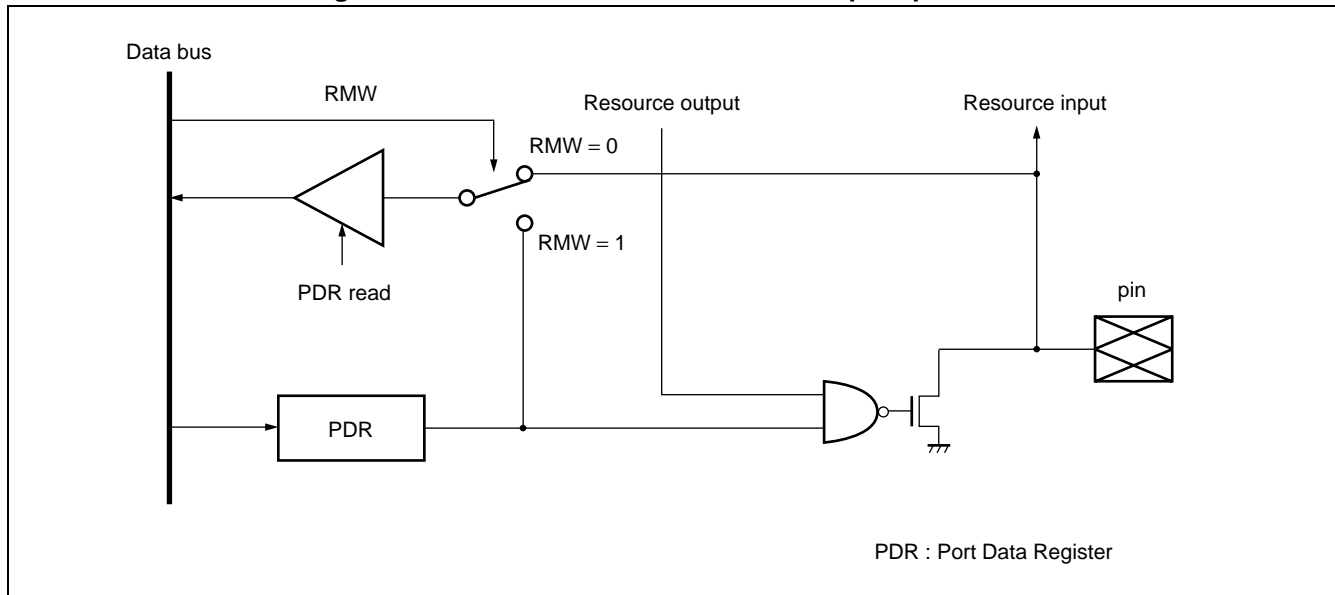 Data bus
RMW
Resource output
Resource input
RMW = 0
RMW = 1
PDR read
pin
PDR
PDR : Port Data Register